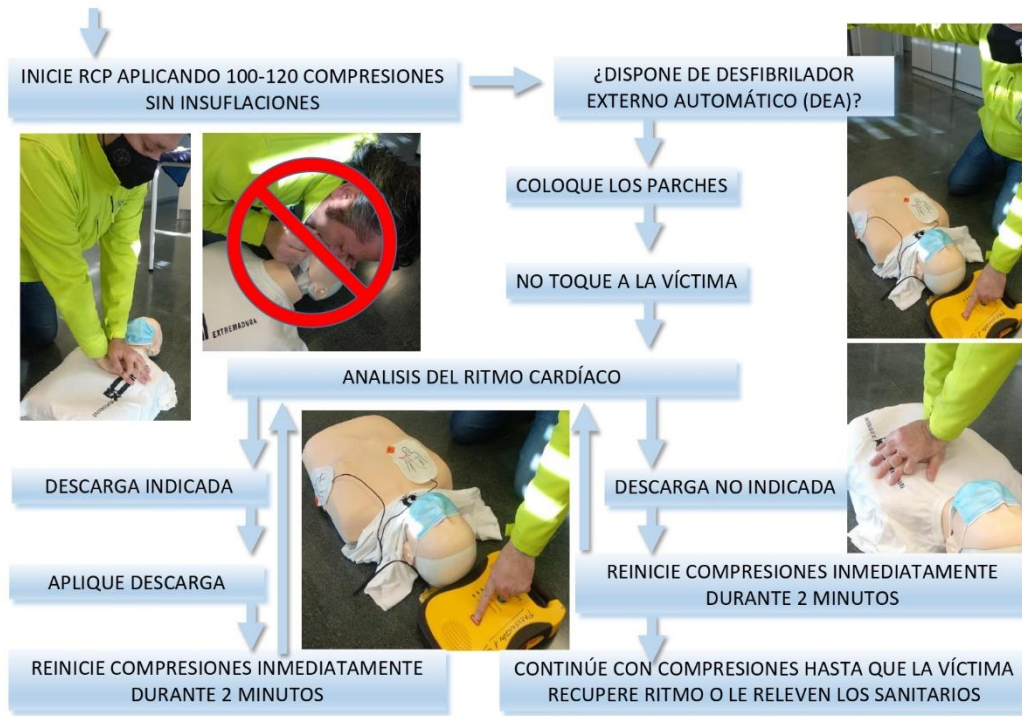 INICIE RCP APLICANDO 100-120 COMPRESIONES
SIN INSUFLACIONES
¿DISPONE DE DESFIBRILADOR
EXTERNO AUTOMÁTICO (DEA)?
COLOQUE LOS PARCHES
NO TOQUE A LA VÍCTIMA
EXTREMADURA
ANALISIS DEL RITMO CARDÍACO
DESCARGA INDICADA
DESCARGA NO INDICADA
APLIQUE DESCARGA
REINICIE COMPRESIONES INMEDIATAMENTE
DURANTE 2 MINUTOS
REINICIE COMPRESIONES INMEDIATAMENTE
DURANTE 2 MINUTOS
CONTINÚE CON COMPRESIONES HASTA QUE LA VÍCTIMA
RECUPERE RITMO O LE RELEVEN LOS SANITARIOS